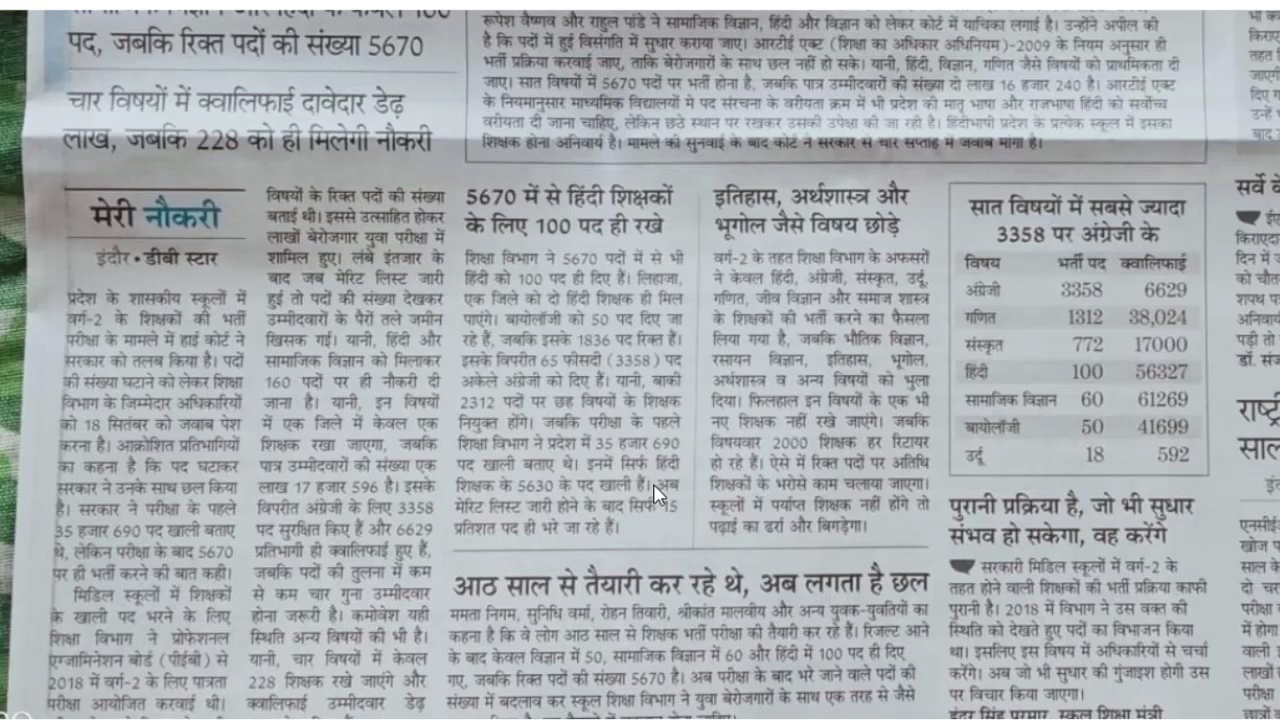 पद, जबकि रिक्त पदों की संख्या 5670
चार विषयों में क्वालिफाई दावेदार डेढ़
लाख, जबकि 228 को ही मिलेगी नौकरी
रूपेश वैष्णव और राहुल पांडे ने सामाजिक विज्ञान, हिंदी और विज्ञान को लेकर कोर्ट में याचिका लगाई है। उन्होंने अपील की
है कि पदों में हुई विसंगति में सुधार कराया जाए। आरटीई एक्ट (शिक्षा का अधिकार अधिनियम)-2009 के नियम अनुसार ही
भर्ती प्रक्रिया करवाई जाए, ताकि बेरोजगारों के साथ छल नहीं हो सके। यानी, हिंदी, विज्ञान, गणित जैसे विषयों को प्राथमिकता दी
जाए। सात विषयों में 5670 पदों पर भर्ती होना है, जबकि पात्र उम्मीदवारों की संख्या दो लाख 16 हजार 240 है। आरटीई एक्ट
के नियमानुसार माध्यमिक विद्यालयों मे पद संरचना के वरीयता क्रम में भी प्रदेश की मातृ भाषा और राजभाषा हिंदी को सर्वोच्च
वरीयता दी जाना चाहिए, लेकिन छठे स्थान पर रखकर उसकी उपेक्षा की जा रही है। हिंदीभाषी प्रदेश के प्रत्येक स्कूल में इसका
शिक्षक होना अनिवार्य है। मामले की सुनवाई के बाद कोर्ट ने सरकार से चार सप्ताह में जवाब मांगा है।
मेरी नौकरी
इंदौर • डीबी स्टार
प्रदेश के शासकीय स्कूलों में
वर्ग-2 के शिक्षकों की भर्ती
परीक्षा के मामले में हाई कोर्ट ने
सरकार को तलब किया है। पदों
की संख्या घटाने को लेकर शिक्षा
विभाग के जिम्मेदार अधिकारियों
को 18 सितंबर को जवाब पेश
करना है। आक्रोशित प्रतिभागियों
का कहना है कि पद घटाकर
सरकार ने उनके साथ छल किया
है। सरकार ने परीक्षा के पहले
35 हजार 690 पद खाली बताए
थे, लेकिन परीक्षा के बाद 5670
पर ही भर्ती करने की बात कही।
मिडिल स्कूलों में शिक्षकों
के खाली पद भरने के लिए
शिक्षा विभाग ने प्रोफेशनल
एग्जामिनेशन बोर्ड (पीईबी) से
2018 में वर्ग-2 के लिए पात्रता
परीक्षा आयोजित करवाई थी।
विषयों के रिक्त पदों की संख्या
बताई थी। इससे उत्साहित होकर
लाखों बेरोजगार युवा परीक्षा में
शामिल हुए। लंबे इंतजार के
बाद जब मेरिट लिस्ट जारी
हुई तो पदों की संख्या देखकर
उम्मीदवारों के पैरों तले जमीन
खिसक गई। यानी, हिंदी और
सामाजिक विज्ञान को मिलाकर
160 पदों पर ही नौकरी दी
जाना है। यानी, इन विषयों
में एक जिले में केवल एक
शिक्षक रखा जाएगा, जबकि
पात्र उम्मीदवारों की संख्या एक
लाख 17 हजार 596 है। इसके
विपरीत अंग्रेजी के लिए 3358
पद सुरक्षित किए हैं और 6629
प्रतिभागी ही क्वालिफाई हुए हैं,
जबकि पदों की तुलना में कम
से कम चार गुना उम्मीदवार
होना जरूरी है। कमोवेश यही
स्थिति अन्य विषयों की भी है।
यानी, चार विषयों में केवल
228 शिक्षक रखे जाएंगे और
क्वालिफाई उम्मीदवार डेढ़
5670 में से हिंदी शिक्षकों
के लिए 100 पद ही रखे
शिक्षा विभाग ने 5670 पदों में से भी
हिंदी को 100 पद ही दिए हैं। लिहाजा,
एक जिले को दो हिंदी शिक्षक ही मिल
पाएंगे। बायोलॉजी को 50 पद दिए जा
रहे हैं, जबकि इसके 1836 पद रिक्त हैं।
इसके विपरीत 65 फीसदी (3358) पद
अकेले अंग्रेजी को दिए हैं। यानी, बाकी
2312 पदों पर छह विषयों के शिक्षक
नियुक्त होंगे। जबकि परीक्षा के पहले
शिक्षा विभाग ने प्रदेश में 35 हजार 690
पद खाली बताए थे। इनमें सिर्फ हिंदी
शिक्षक के 5630 पद खाली हैं। अब
मेरिट लिस्ट जारी होने के बाद सिर्फ 15
प्रतिशत पद ही भरे जा रहे हैं।
इतिहास, अर्थशास्त्र और
भूगोल जैसे विषय छोड़े
वर्ग-2 के तहत शिक्षा विभाग के अफसरों
ने केवल हिंदी, अंग्रेजी, संस्कृत, उर्दू,
गणित, जीव विज्ञान और समाज शास्त्र
के शिक्षकों की भर्ती करने का फैसला
लिया गया है, जबकि भौतिक विज्ञान,
रसायन विज्ञान, इतिहास, भूगोल,
अर्थशास्त्र व अन्य विषयों को भुला
दिया। फिलहाल इन विषयों के एक भी
नए शिक्षक नहीं रखे जाएंगे। जबकि
विषयवार 2000 शिक्षक हर रिटायर
हो रहे हैं। ऐसे में रिक्त पदों पर अतिथि
शिक्षकों के भरोसे काम चलाया जाएगा।
स्कूलों में पर्याप्त शिक्षक नहीं होंगे तो
पढ़ाई का ढर्रा और बिगड़ेगा।
आठ साल से तैयारी कर रहे थे, अब लगता है छल
ममता निगम, सुनिधि वर्मा, रोहन तिवारी, श्रीकांत मालवीय और अन्य युवक-युवतियों का
कहना है कि वे लोग आठ साल से शिक्षक भर्ती परीक्षा की तैयारी कर रहे हैं। रिजल्ट आने
के बाद केवल विज्ञान में 50, सामाजिक विज्ञान में 60 और हिंदी में 100 पद ही दिए
गए, जबकि रिक्त पदों की संख्या 5670 है। अब परीक्षा के बाद भरे जाने वाले पदों की
संख्या में बदलाव कर स्कूल शिक्षा विभाग ने युवा बेरोजगारों के साथ एक तरह से जैसे
सात विषयों में सबसे ज्यादा
3358 पर अंग्रेजी के
विषय भर्ती पद क्वालिफाई
अंग्रेजी 3358 6629
गणित 1312 38,024
संस्कृत 772 17000
हिंदी 100 56327
सामाजिक विज्ञान 60 61269
बायोलॉजी 50 41699
उर्दू 18 592
पुरानी प्रक्रिया है, जो भी सुधार
संभव हो सकेगा, वह करेंगे
सरकारी मिडिल स्कूलों में वर्ग-2 के
तहत होने वाली शिक्षकों की भर्ती प्रक्रिया काफी
पुरानी है। 2018 में विभाग ने उस वक्त की
स्थिति को देखते हुए पदों का विभाजन किया
था। इसलिए इस विषय में अधिकारियों से चर्चा
करेंगे। अब जो भी सुधार की गुंजाइश होगी उस
पर विचार किया जाएगा।
इंदर सिंह परमार, स्कूल शिक्षा मंत्री